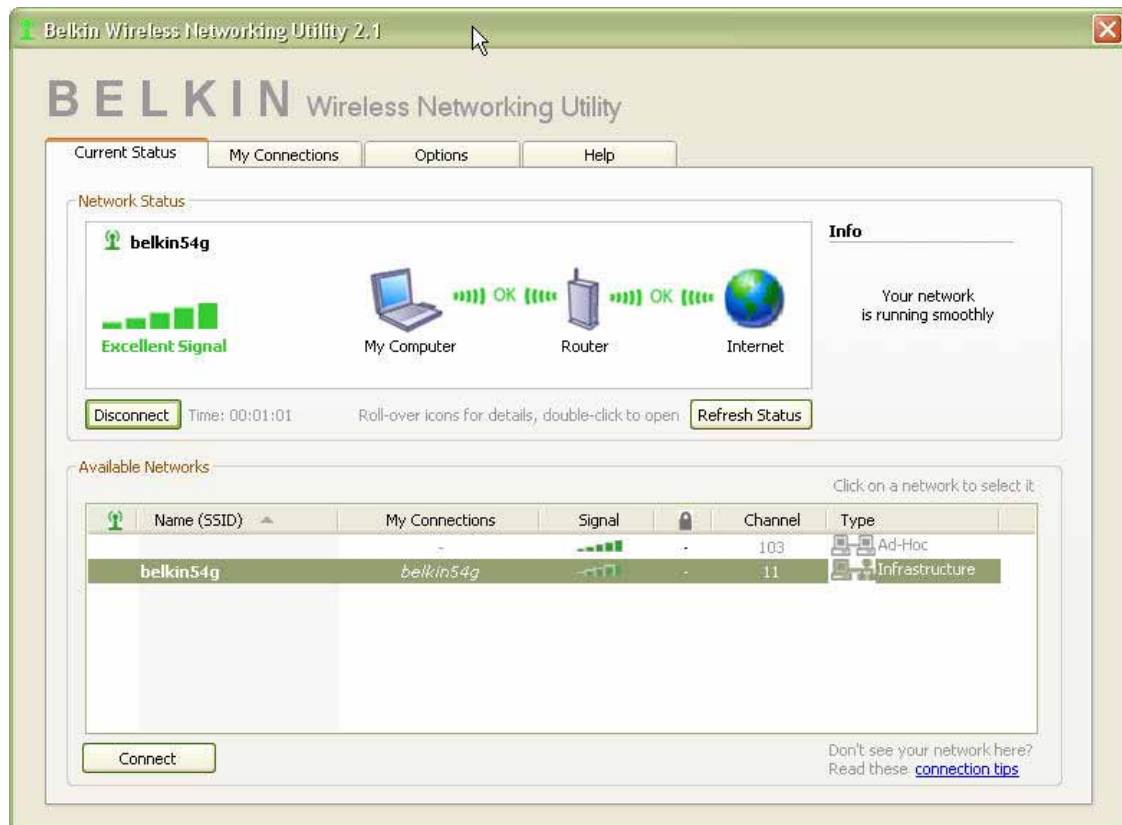 Belkin Wireless Networking Utility 2.1
BELKIN Wireless Networking Utility
Current Status My Connections Options Help
Network Status
belkin54g
Info
OK OK
Your network
is running smoothly
Excellent Signal My Computer Router Internet
Disconnect Time: 00:01:01 Roll-over icons for details, double-click to open Refresh Status
Available Networks
Click on a network to select it
Name (SSID) My Connections Signal Channel Type
- - 103 Ad-Hoc
belkin54g belkin54g - 11 Infrastructure
Connect
Don't see your network here?
Read these connection tips